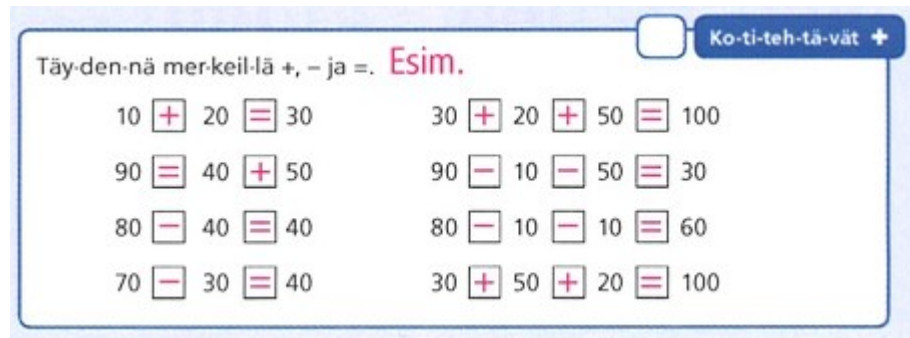 Ko-ti-teh-tä-vät +
Täy-den-nä mer-keil-lä +, – ja =. Esim.
10 + 20 = 30    30 + 20 + 50 = 100
90 = 40 + 50    90 – 10 – 50 = 30
80 – 40 = 40    80 – 10 – 10 = 60
70 – 30 = 40    30 + 50 + 20 = 100